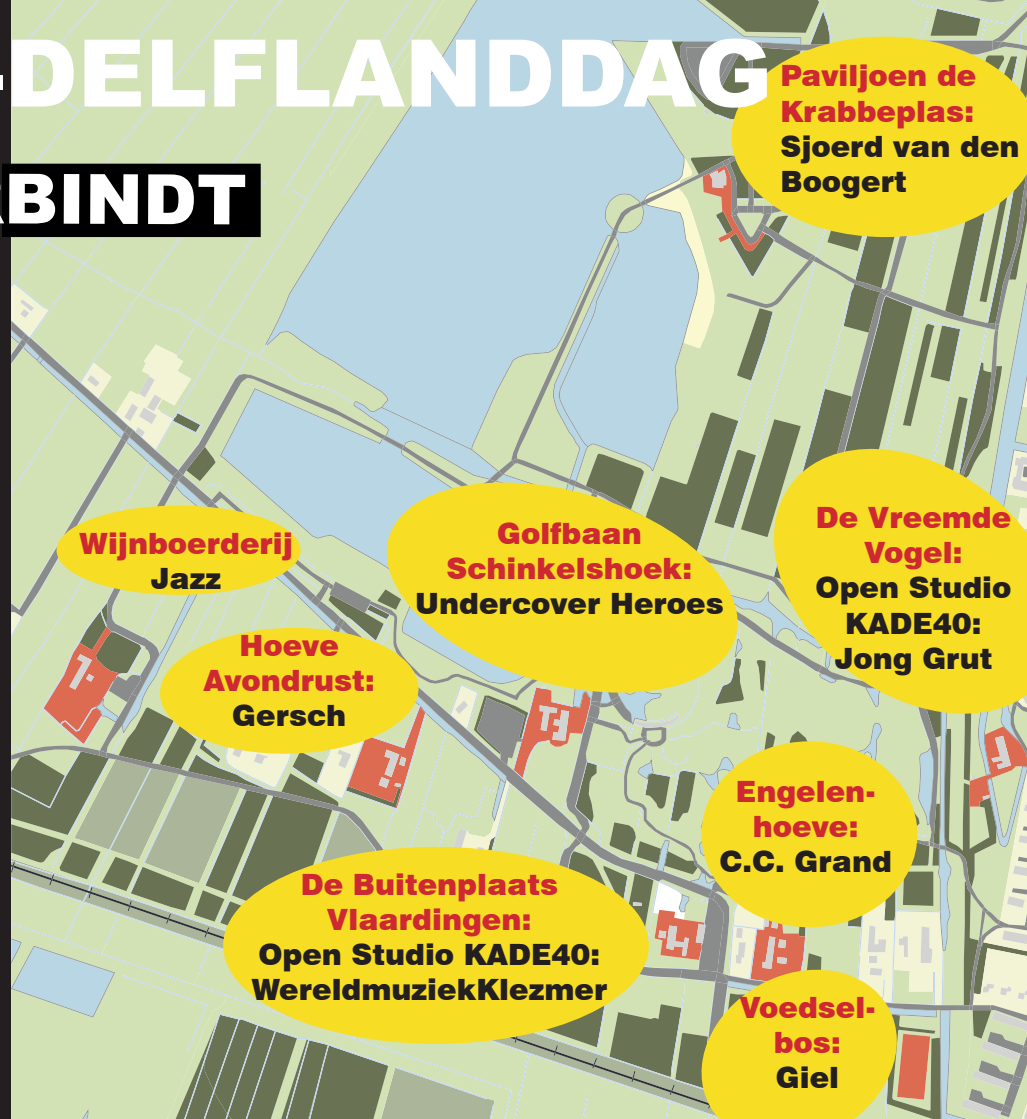 -DELFLANDDAG
RBINDT
Paviljoen de
Krabbeplas:
Sjoerd van den
Boogert
Wijnboerderij
Jazz
Golfbaan
Schinkelshoek:
Undercover Heroes
De Vreemde
Vogel:
Open Studio
KADE40:
Jong Grut
Hoeve
Avondrust:
Gersch
Engelen-
hoeve:
C.C. Grand
De Buitenplaats
Vlaardingen:
Open Studio KADE40:
WereldmuziekKlezmer
Voedsel-
bos:
Giel